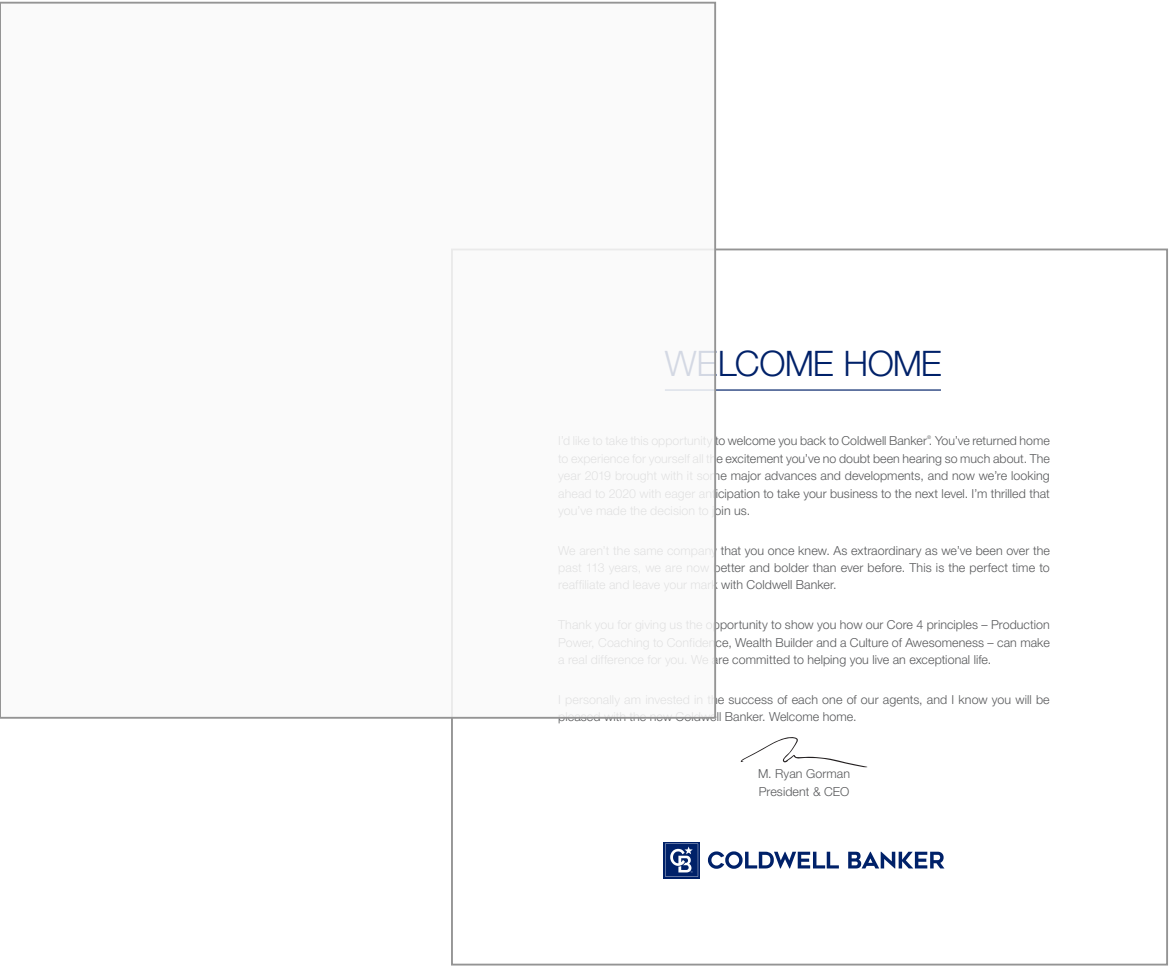 WELCOME HOME
I'd like to take this opportunity to welcome you back to Coldwell Banker®. You've returned home
to experience for yourself all the excitement you've no doubt been hearing so much about. The
year 2019 brought with it some major advances and developments, and now we're looking
ahead to 2020 with eager anticipation to take your business to the next level. I'm thrilled that
you've made the decision to join us.
We aren't the same company that you once knew. As extraordinary as we've been over the
past 113 years, we are now better and bolder than ever before. This is the perfect time to
reaffiliate and leave your mark with Coldwell Banker.
Thank you for giving us the opportunity to show you how our Core 4 principles – Production
Power, Coaching to Confidence, Wealth Builder and a Culture of Awesomeness – can make
a real difference for you. We are committed to helping you live an exceptional life.
I personally am invested in the success of each one of our agents, and I know you will be
pleased with the new Coldwell Banker. Welcome home.
M. Ryan Gorman
President & CEO
CB COLDWELL BANKER